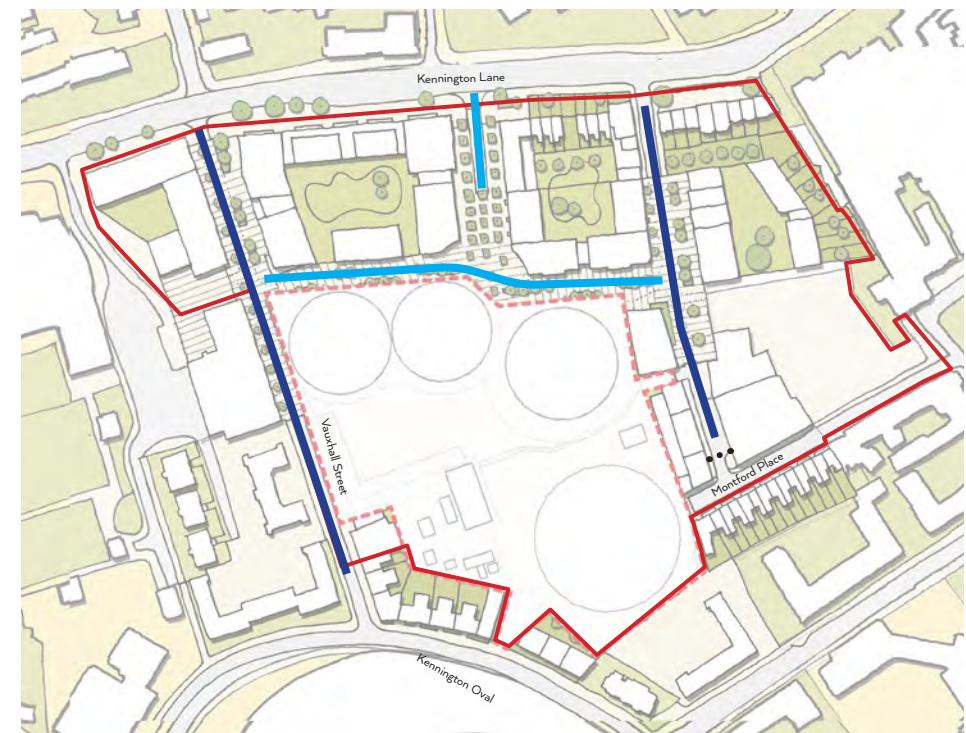 Kennington Lane
Vauxhall Street
Montford Place
Kennington Oval